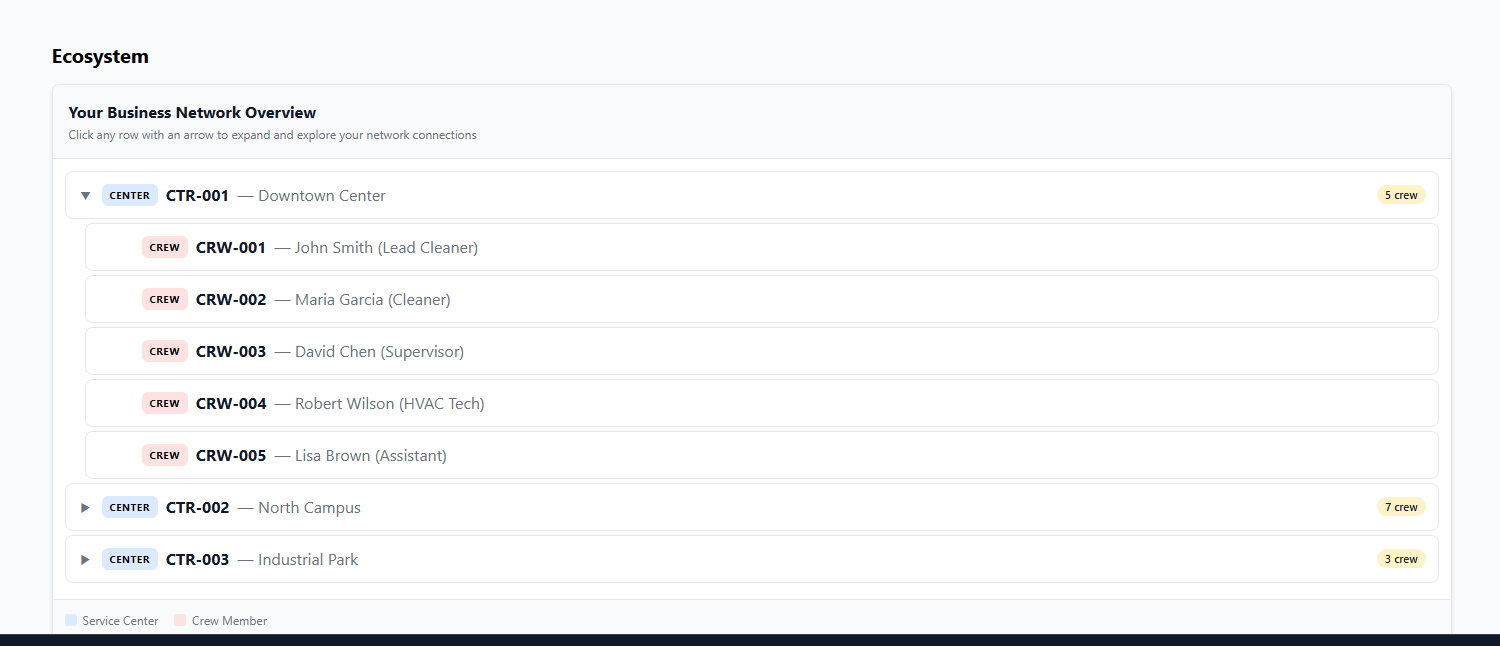 Ecosystem
Your Business Network Overview
Click any row with an arrow to expand and explore your network connections
▼ CENTER CTR-001 — Downtown Center 5 crew
CREW CRW-001 — John Smith (Lead Cleaner)
CREW CRW-002 — Maria Garcia (Cleaner)
CREW CRW-003 — David Chen (Supervisor)
CREW CRW-004 — Robert Wilson (HVAC Tech)
CREW CRW-005 — Lisa Brown (Assistant)
▶ CENTER CTR-002 — North Campus 7 crew
▶ CENTER CTR-003 — Industrial Park 3 crew
Service Center Crew Member